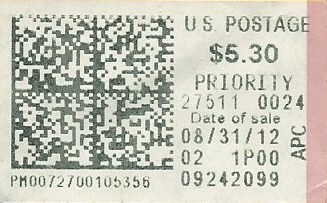 U.S. POSTAGE
$5.30
PRIORITY
27511 0024
Date of sale
08/31/12
02 1P00
09242099
APC
PM0072700105356